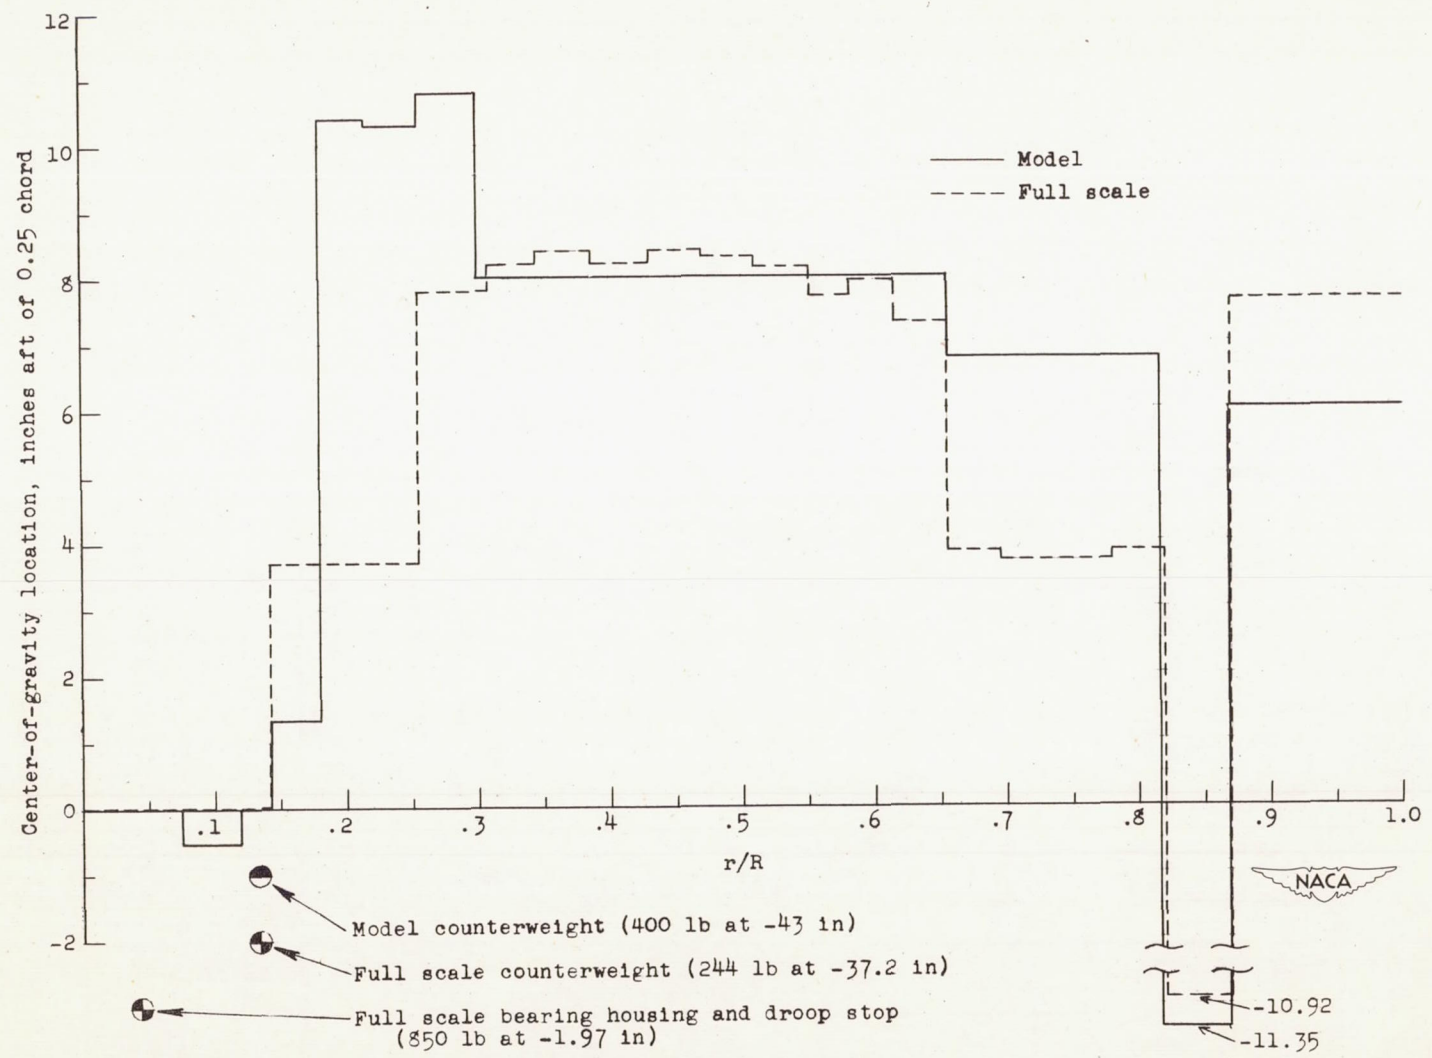 12
10
8
6
4
2
0
-2
Center-of-gravity location, inches aft of 0.25 chord
Model
Full scale
.1 .2 .3 .4 .5 .6 .7 .8 .9 1.0
r/R
NACA
Model counterweight (400 lb at -43 in)
Full scale counterweight (244 lb at -37.2 in)
Full scale bearing housing and droop stop
(850 lb at -1.97 in)
-10.92
-11.35